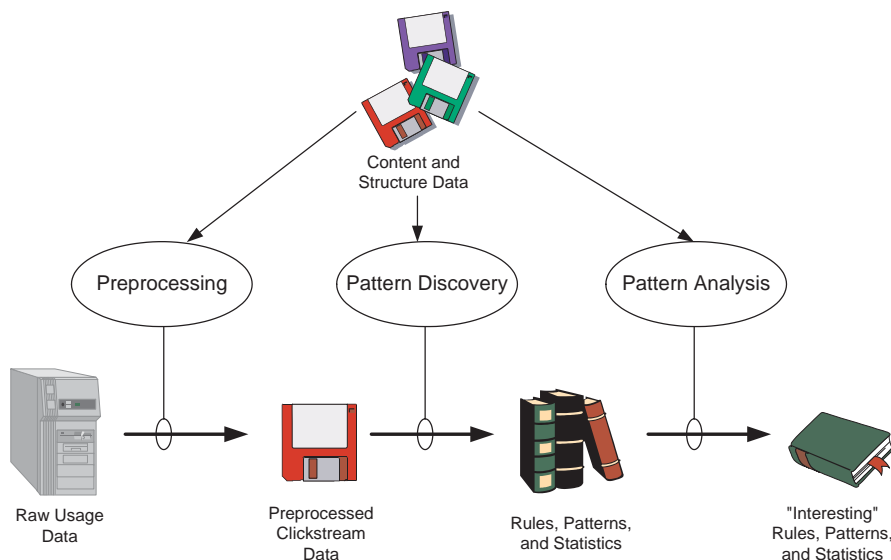 Content and
Structure Data
Preprocessing
Pattern Discovery
Pattern Analysis
Raw Usage
Data
Preprocessed
Clickstream
Data
Rules, Patterns,
and Statistics
"Interesting"
Rules, Patterns,
and Statistics